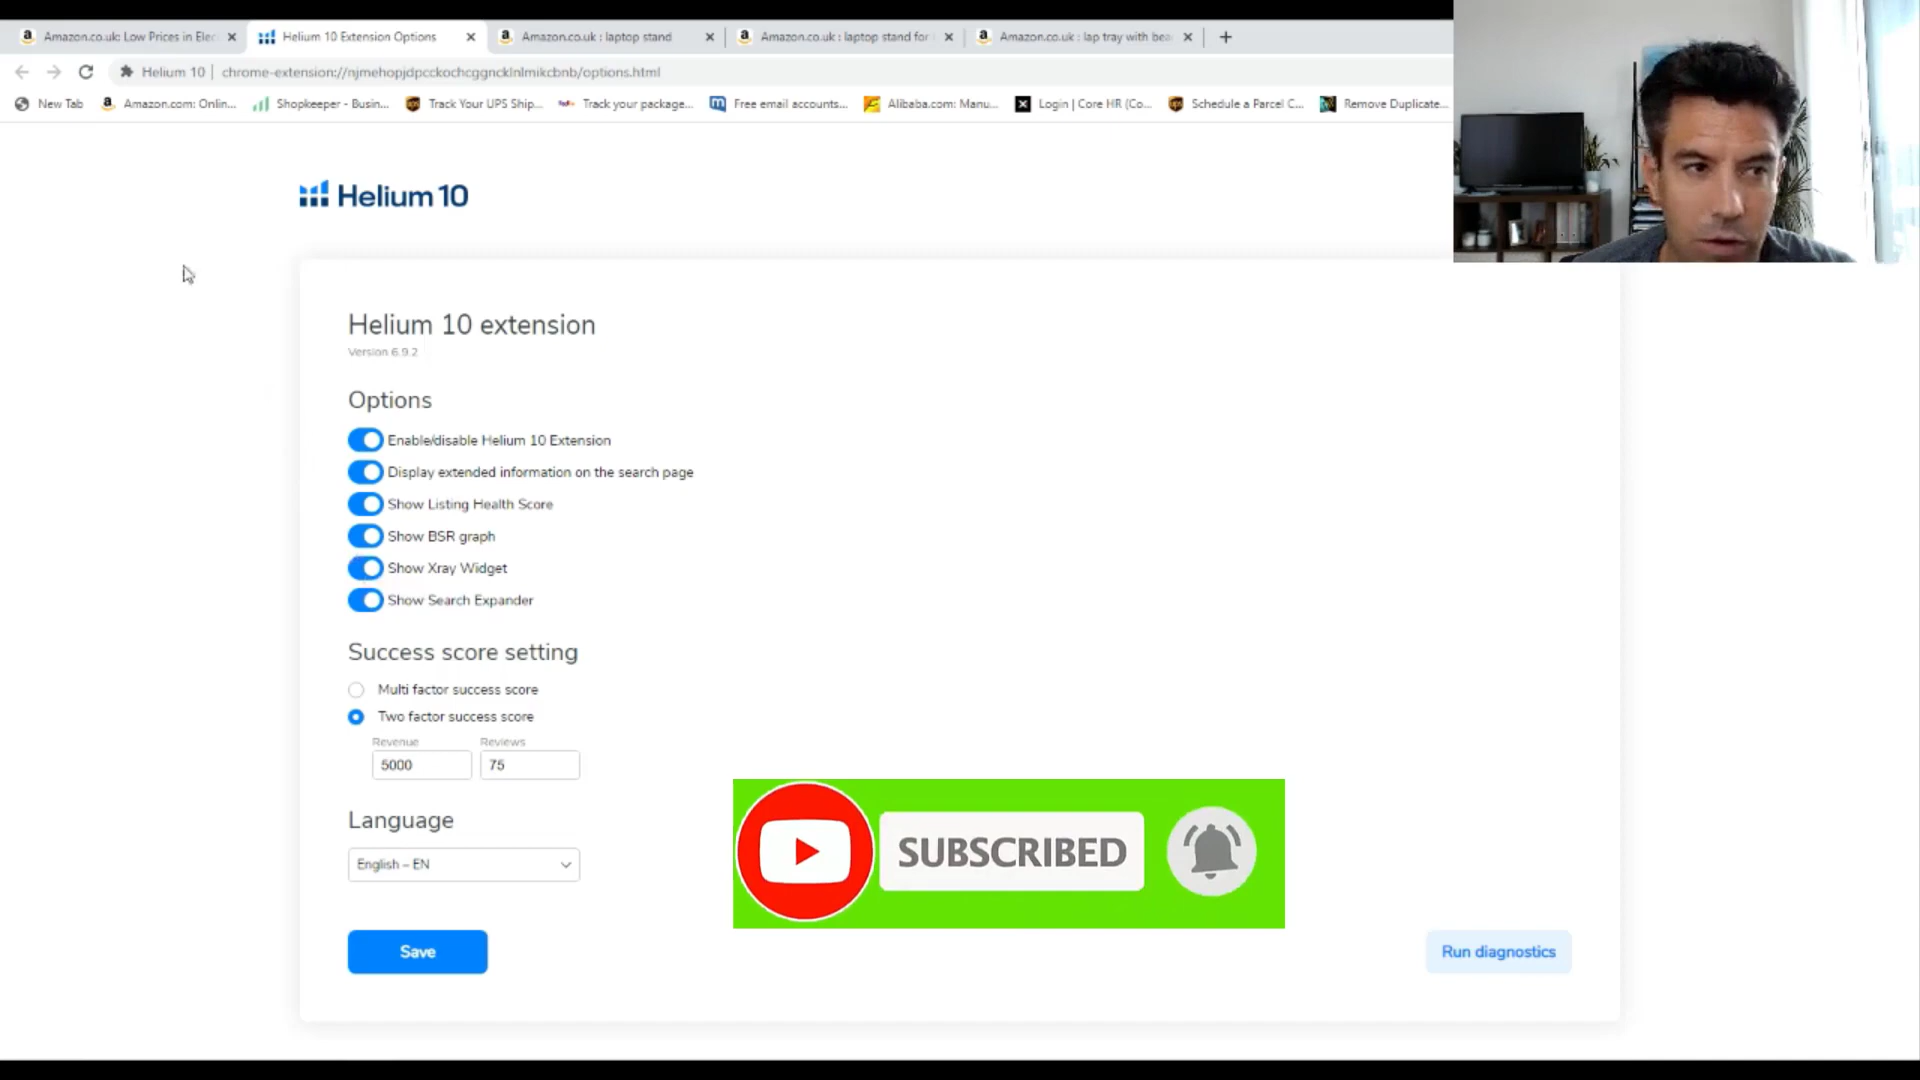 Amazon.co.uk: Low Prices in Elec
Helium 10 Extension Options
Amazon.co.uk : laptop stand
Amazon.co.uk : laptop stand for
Amazon.co.uk : lap tray with bea
Helium 10 | chrome-extension://njmehopjdpcckochcggncklnlmikcbnb/options.html
New Tab
Amazon.com: Onlin...
Shopkeeper - Busin...
Track Your UPS Ship...
Track your package...
Free email accounts...
Alibaba.com: Manu...
Login | Core HR (Co...
Schedule a Parcel C...
Remove Duplicate...
Helium 10
Helium 10 extension
Version 6.9.2
Options
Enable/disable Helium 10 Extension
Display extended information on the search page
Show Listing Health Score
Show BSR graph
Show Xray Widget
Show Search Expander
Success score setting
Multi factor success score
Two factor success score
Revenue Reviews
5000 75
Language
English – EN
SUBSCRIBED
Save
Run diagnostics